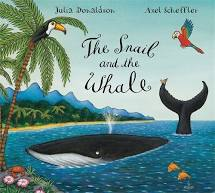 Julia Donaldson Axel Scheffler
The Snail
and the
Whale